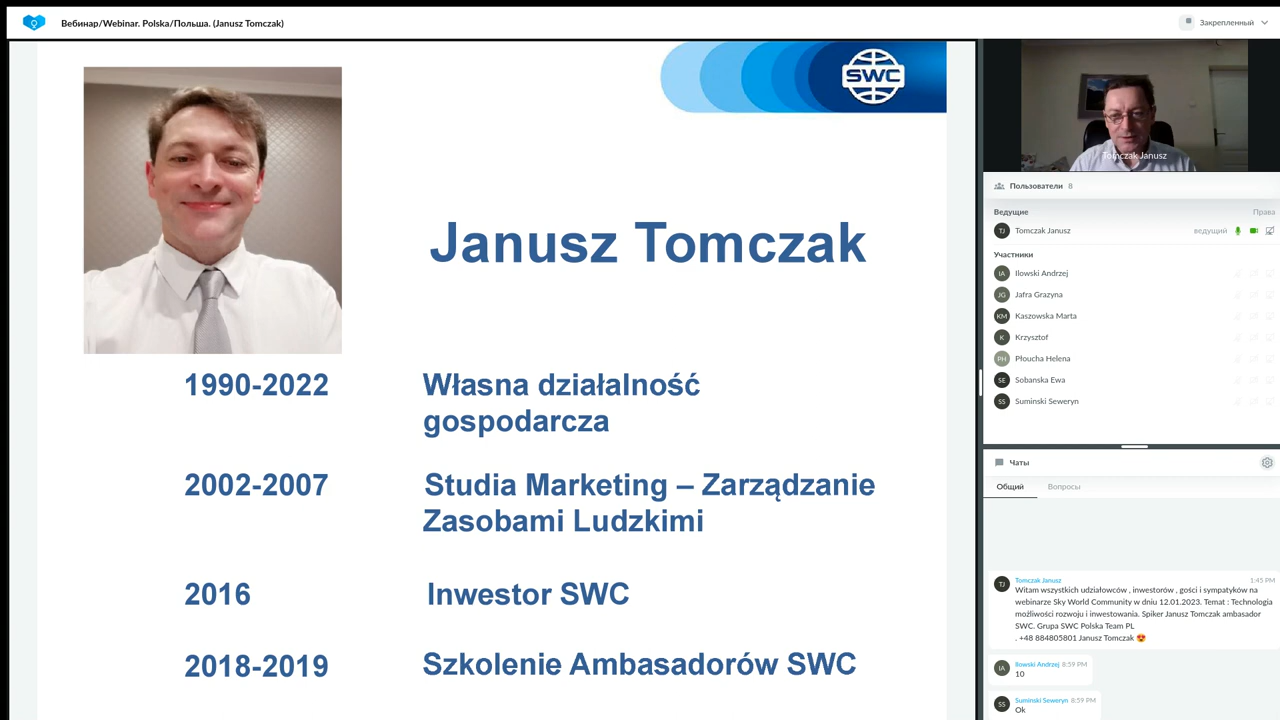 Вебинар/Webinar. Polska/Польша. (Janusz Tomczak)
Закрепленный
SWC
Janusz Tomczak
1990-2022 Własna działalność
gospodarcza
2002-2007 Studia Marketing – Zarządzanie
Zasobami Ludzkimi
2016 Inwestor SWC
2018-2019 Szkolenie Ambasadorów SWC
Tomczak Janusz
Пользователи 8
Ведущие Права
TJ Tomczak Janusz ведущий
Участники
IA Ilowski Andrzej
JG Jafra Grazyna
KM Kaszowska Marta
K Krzysztof
PH Płoucha Helena
SE Sobanska Ewa
SS Suminski Seweryn
Чаты
Общий Вопросы
TJ Tomczak Janusz 1:45 PM
Witam wszystkich udziałowców , inwestorów , gości i sympatyków na
webinarze Sky World Community w dniu 12.01.2023. Temat : Technologia
możliwości rozwoju i inwestowania. Spiker Janusz Tomczak ambasador
SWC. Grupa SWC Polska Team PL
. +48 884805801 Janusz Tomczak 😍
IA Ilowski Andrzej 8:59 PM
10
SS Suminski Seweryn 8:59 PM
Ok